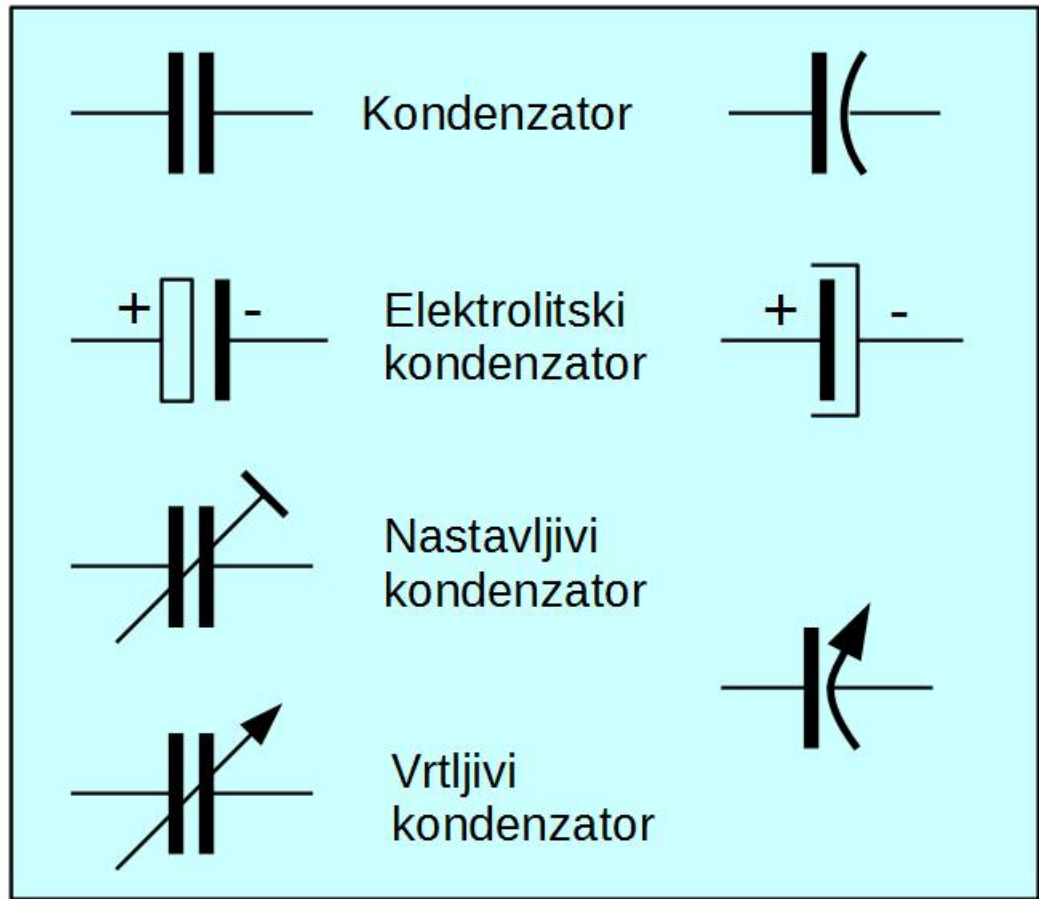 Kondenzator
+ - Elektrolitski + -
kondenzator
Nastavljivi
kondenzator
Vrtljivi
kondenzator